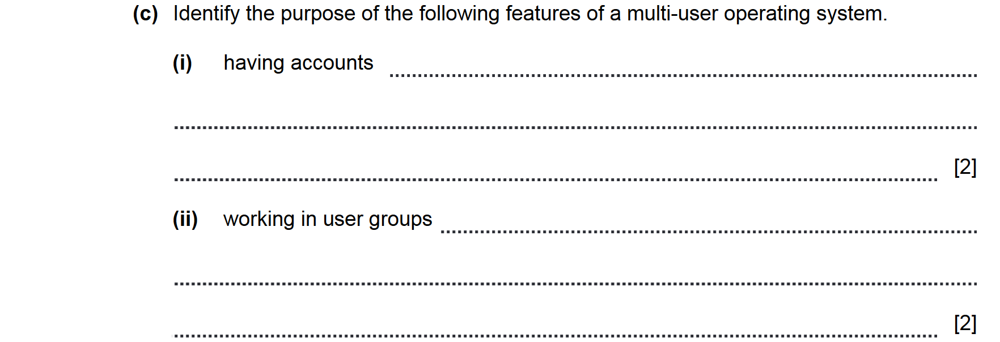 (c) Identify the purpose of the following features of a multi-user operating system.
(i) having accounts
[2]
(ii) working in user groups
[2]